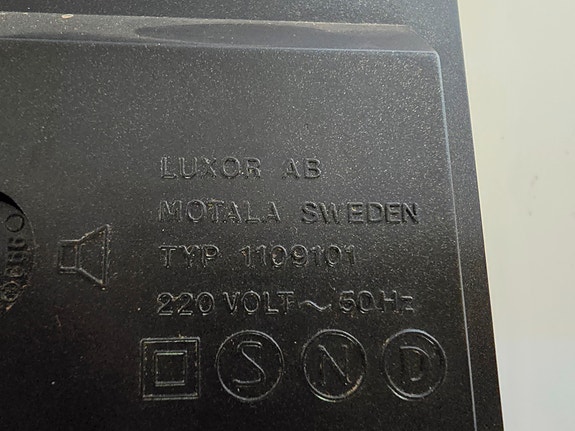 LUXOR AB
MOTALA SWEDEN
TYP 1109101
220 VOLT ~ 50Hz
S N D